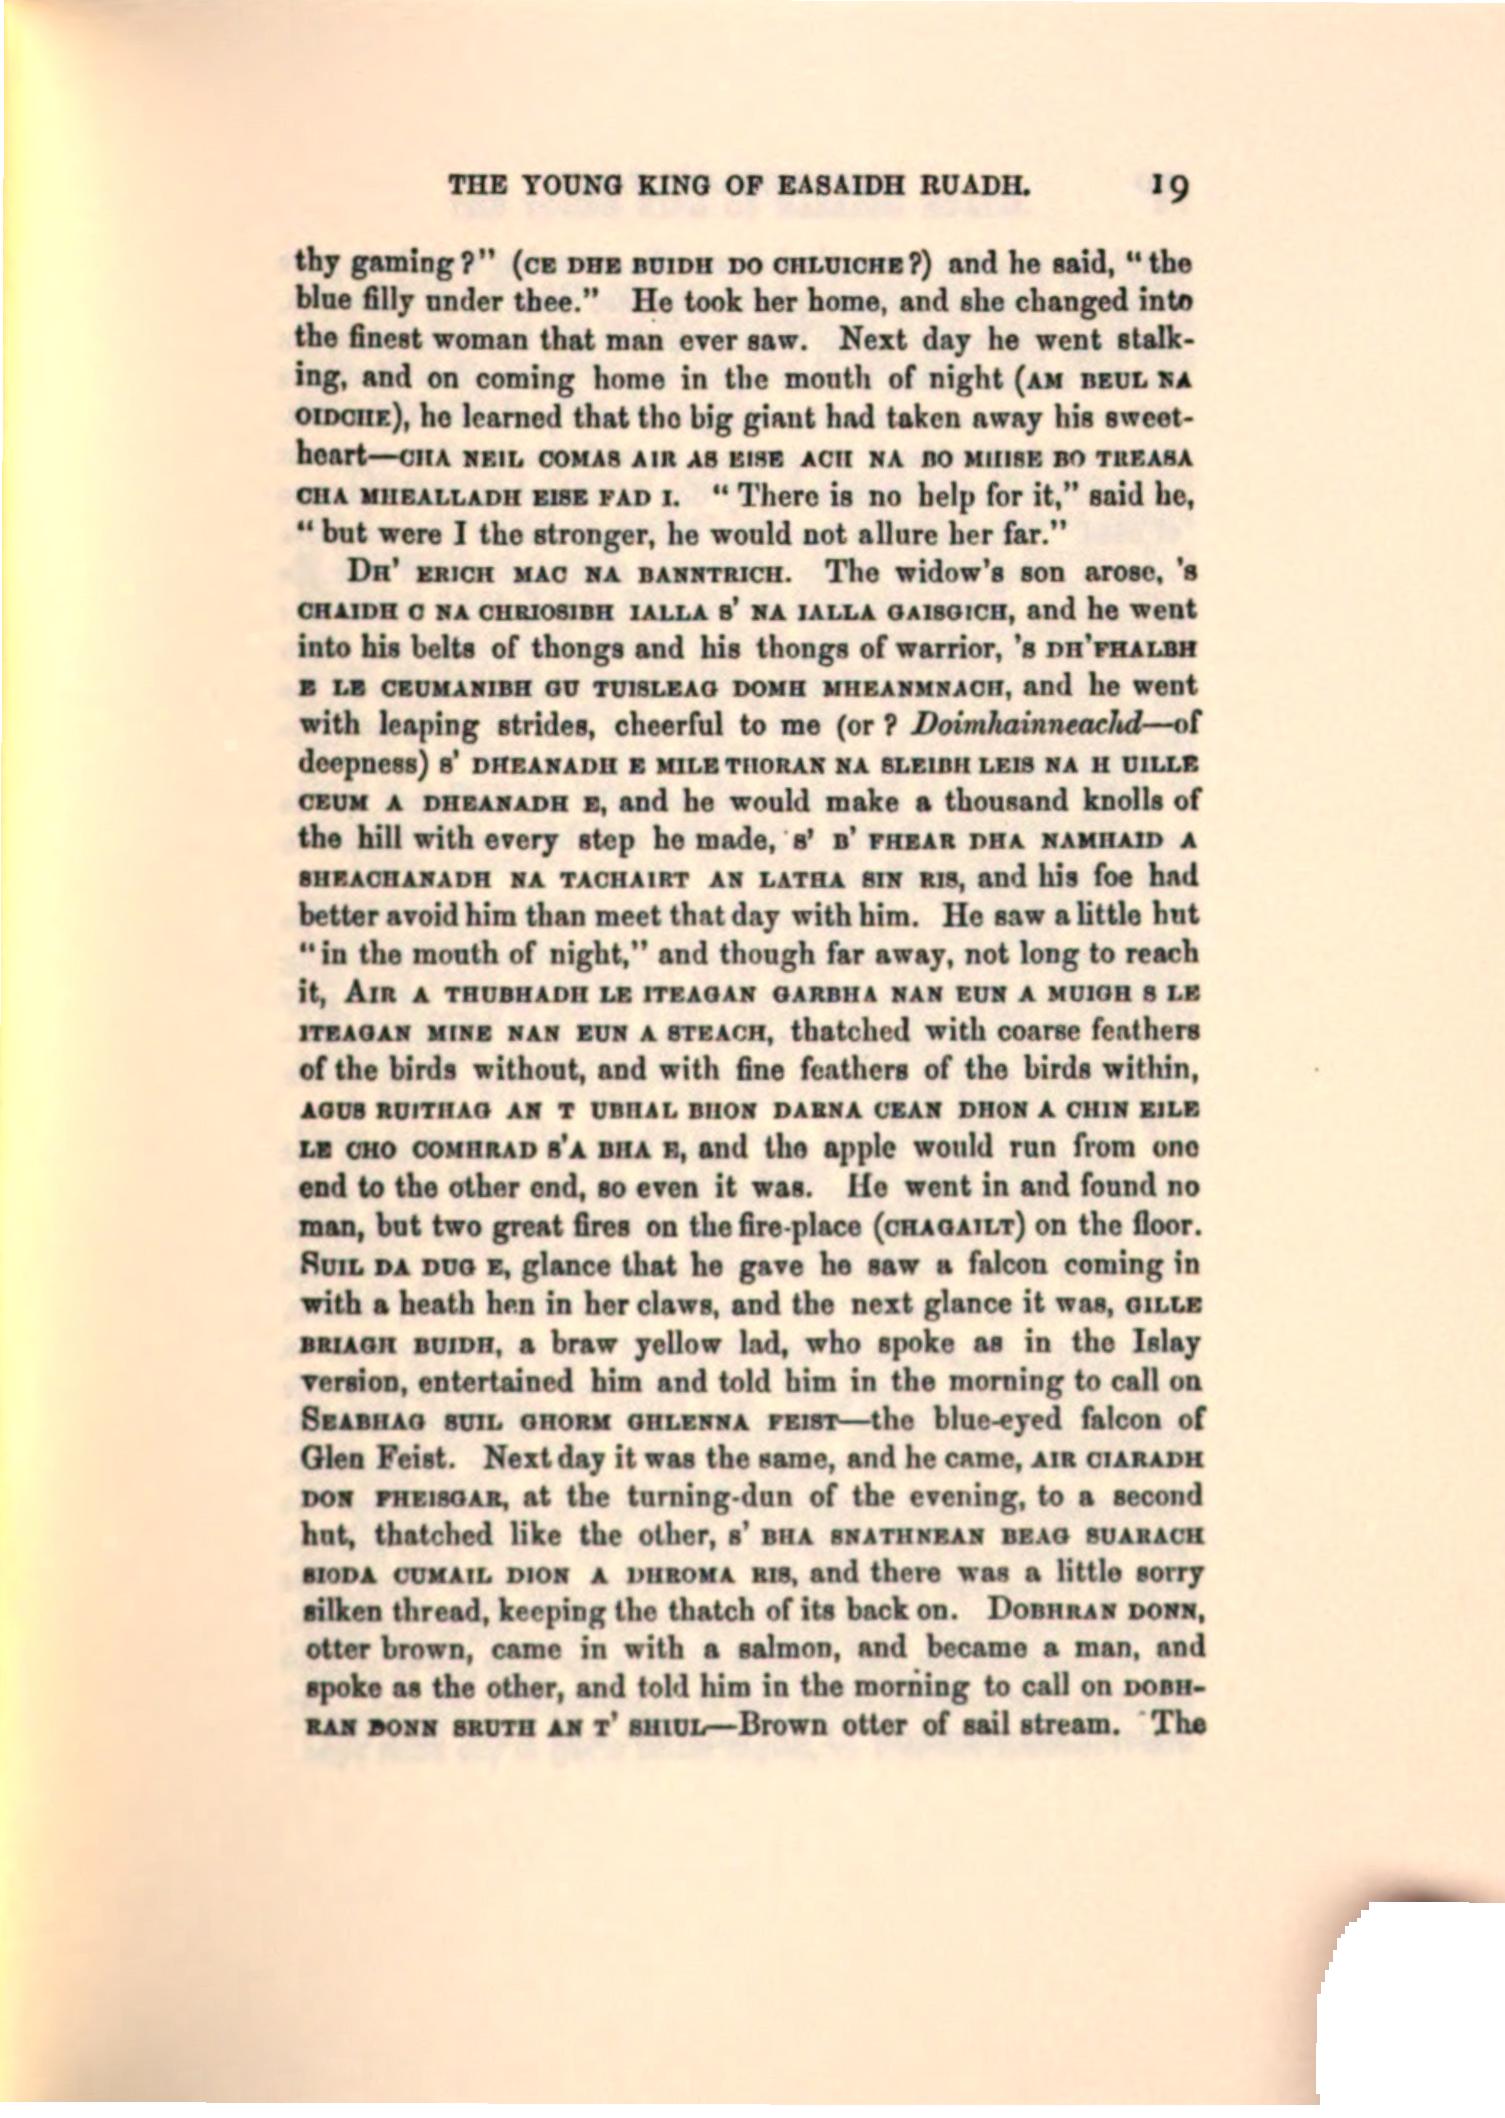 THE YOUNG KING OF EASAIDH RUADH. 19
thy gaming?" (CE DHE BUIDH DO CHLUICHE?) and he said, "the
blue filly under thee." He took her home, and she changed into
the finest woman that man ever saw. Next day he went stalk-
ing, and on coming home in the mouth of night (AM BEUL NA
OIDCHE), he learned that the big giant had taken away his sweet-
heart—CHA NEIL COMAS AIR AS EISE ACH NA BO MHISE BO TREASA
CHA MHEALLADH EISE FAD I. "There is no help for it," said he,
"but were I the stronger, he would not allure her far."
DH' ERICH MAC NA BANNTRICH. The widow's son arose, 's
CHAIDH C NA CHRIOSIBH IALLA S' NA IALLA GAISGICH, and he went
into his belts of thongs and his thongs of warrior, 's DH'FHALBH
E LE CEUMANIBH GU TUISLEAG DOMH MHEANMNACH, and he went
with leaping strides, cheerful to me (or ? Doimhainneachd—of
deepness) S' DHEANADH E MILE THORAN NA SLEIBH LEIS NA H UILLE
CEUM A DHEANADH E, and he would make a thousand knolls of
the hill with every step he made, S' B' FHEAR DHA NAMHAID A
SHEACHANADH NA TACHAIRT AN LATHA SIN RIS, and his foe had
better avoid him than meet that day with him. He saw a little hut
"in the mouth of night," and though far away, not long to reach
it, AIR A THUBHADH LE ITEAGAN GARBHA NAN EUN A MUIGH S LE
ITEAGAN MINE NAN EUN A STEACH, thatched with coarse feathers
of the birds without, and with fine feathers of the birds within,
AGUS RUITHAG AN T UBHAL BHON DARNA CEAN DHON A CHIN EILE
LE CHO COMHRAD S'A BHA E, and the apple would run from one
end to the other end, so even it was. He went in and found no
man, but two great fires on the fire-place (CHAGAILT) on the floor.
SUIL DA DUG E, glance that he gave he saw a falcon coming in
with a heath hen in her claws, and the next glance it was, GILLE
BRIAGH BUIDH, a braw yellow lad, who spoke as in the Islay
version, entertained him and told him in the morning to call on
SEABHAG SUIL GHORM GHLENNA FEIST—the blue-eyed falcon of
Glen Feist. Next day it was the same, and he came, AIR CIARADH
DON FHEISGAR, at the turning-dun of the evening, to a second
hut, thatched like the other, S' BHA SNATHNEAN BEAG SUARACH
SIODA CUMAIL DION A DHROMA RIS, and there was a little sorry
silken thread, keeping the thatch of its back on. DOBHRAN DONN,
otter brown, came in with a salmon, and became a man, and
spoke as the other, and told him in the morning to call on DOBH-
RAN DONN SRUTH AN T' SHIUL—Brown otter of sail stream. The